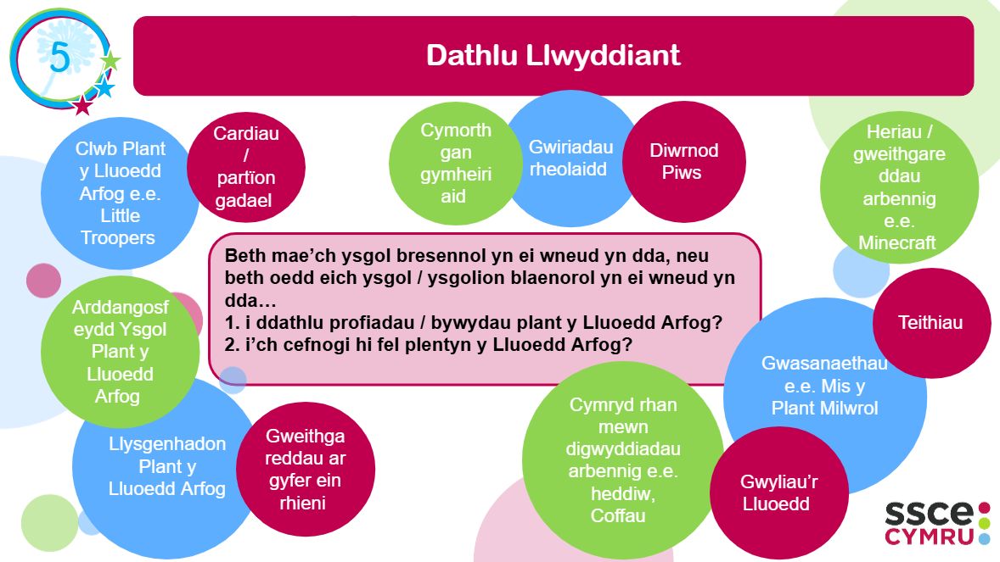 5
Dathlu Llwyddiant
Clwb Plant
y Lluoedd
Arfog e.e.
Little
Troopers
Cardiau
/
partïon
gadael
Cymorth
gan
gymheiri
aid
Gwiriadau
rheolaidd
Diwrnod
Piws
Heriau /
gweithgare
ddau
arbennig
e.e.
Minecraft
Beth mae’ch ysgol bresennol yn ei wneud yn dda, neu
beth oedd eich ysgol / ysgolion blaenorol yn ei wneud yn
dda…
1. i ddathlu profiadau / bywydau plant y Lluoedd Arfog?
2. i’ch cefnogi hi fel plentyn y Lluoedd Arfog?
Arddangosf
eydd Ysgol
Plant y
Lluoedd
Arfog
Teithiau
Gwasanaethau
e.e. Mis y
Plant Milwrol
Llysgenhadon
Plant y
Lluoedd Arfog
Gweithga
reddau ar
gyfer ein
rhieni
Cymryd rhan
mewn
digwyddiadau
arbennig e.e.
heddiw,
Coffau
Gwyliau’r
Lluoedd
ssce
CYMRU